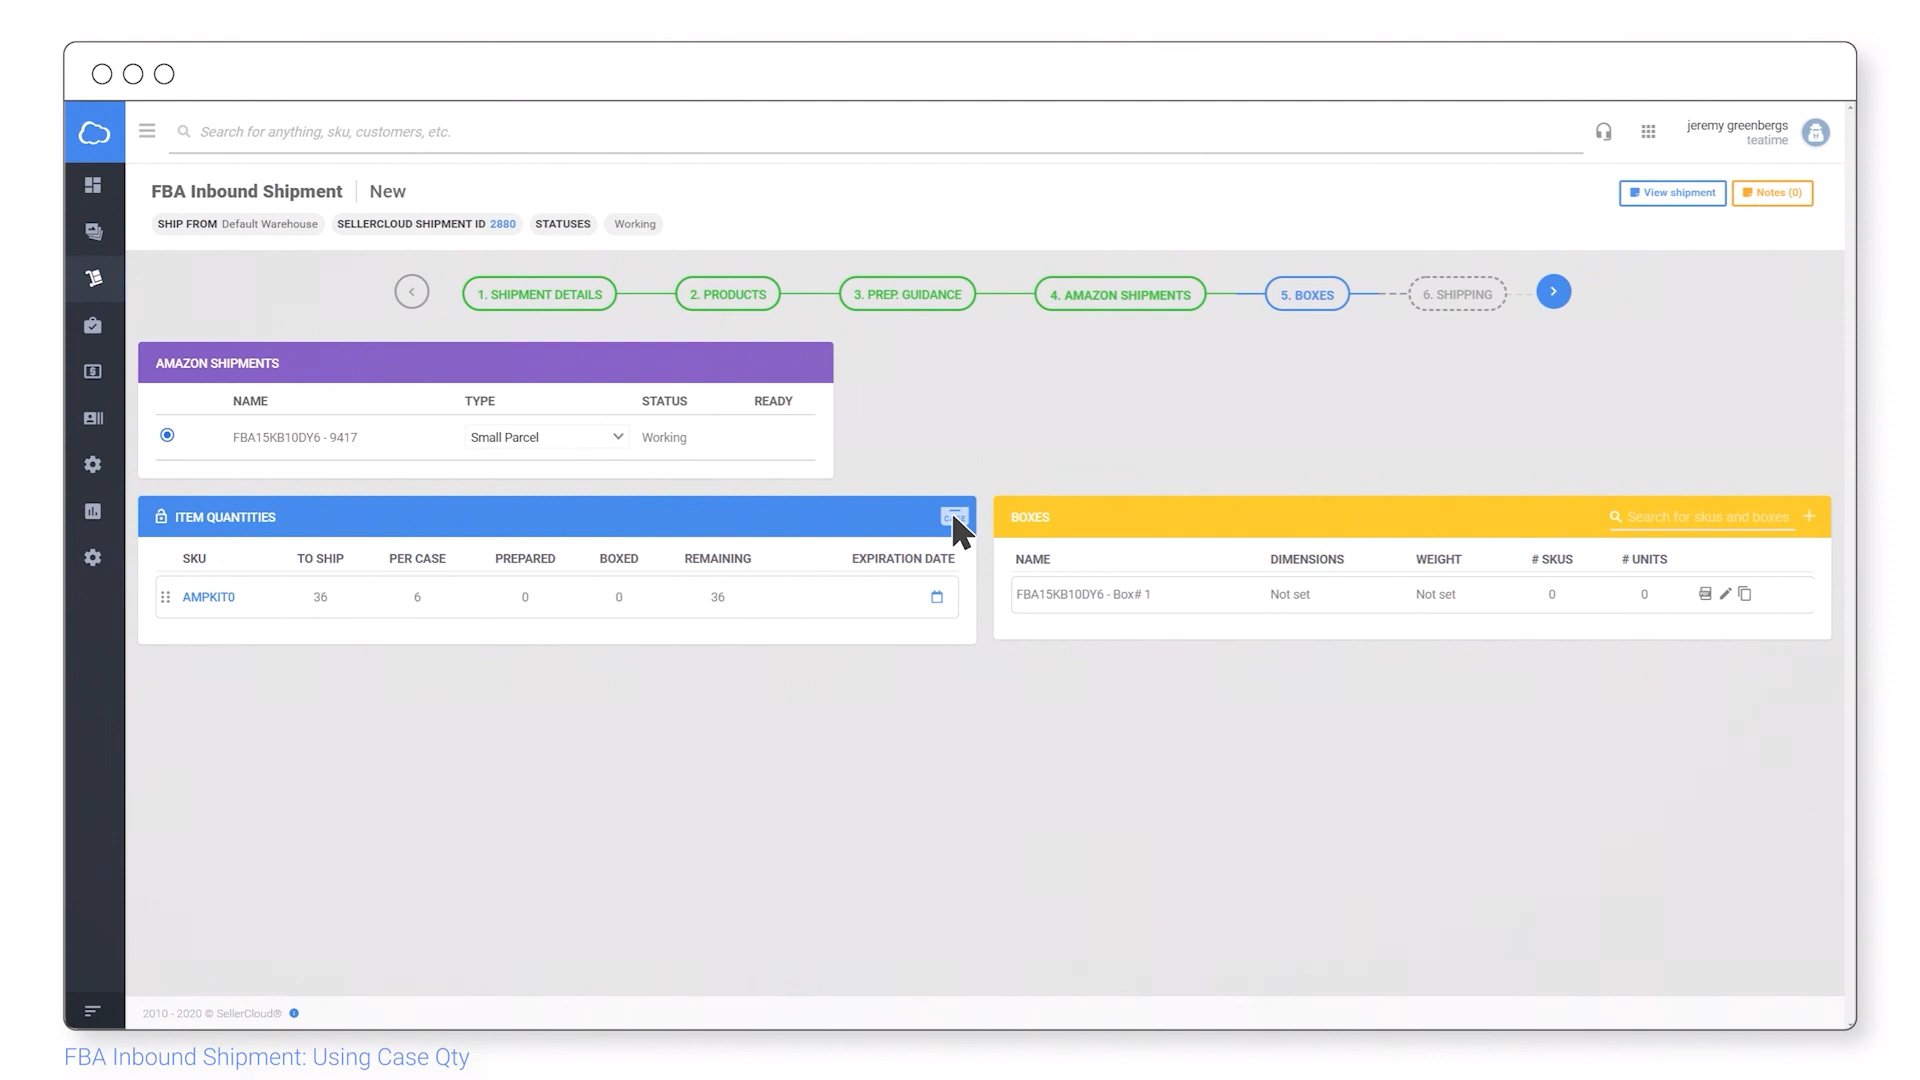 Search for anything, sku, customers, etc.
jeremy greenbergs
teatime
FBA Inbound Shipment | New
View shipment
Notes (0)
SHIP FROM Default Warehouse
SELLERCLOUD SHIPMENT ID 2880
STATUSES
Working
1. SHIPMENT DETAILS
2. PRODUCTS
3. PREP. GUIDANCE
4. AMAZON SHIPMENTS
5. BOXES
6. SHIPPING
AMAZON SHIPMENTS
NAME TYPE STATUS READY
FBA15KB10DY6 - 9417 Small Parcel Working
ITEM QUANTITIES
SKU TO SHIP PER CASE PREPARED BOXED REMAINING EXPIRATION DATE
AMPKIT0 36 6 0 0 36
BOXES
Search for skus and boxes
NAME DIMENSIONS WEIGHT # SKUS # UNITS
FBA15KB10DY6 - Box# 1 Not set Not set 0 0
2010 - 2020 © SellerCloud®
FBA Inbound Shipment: Using Case Qty